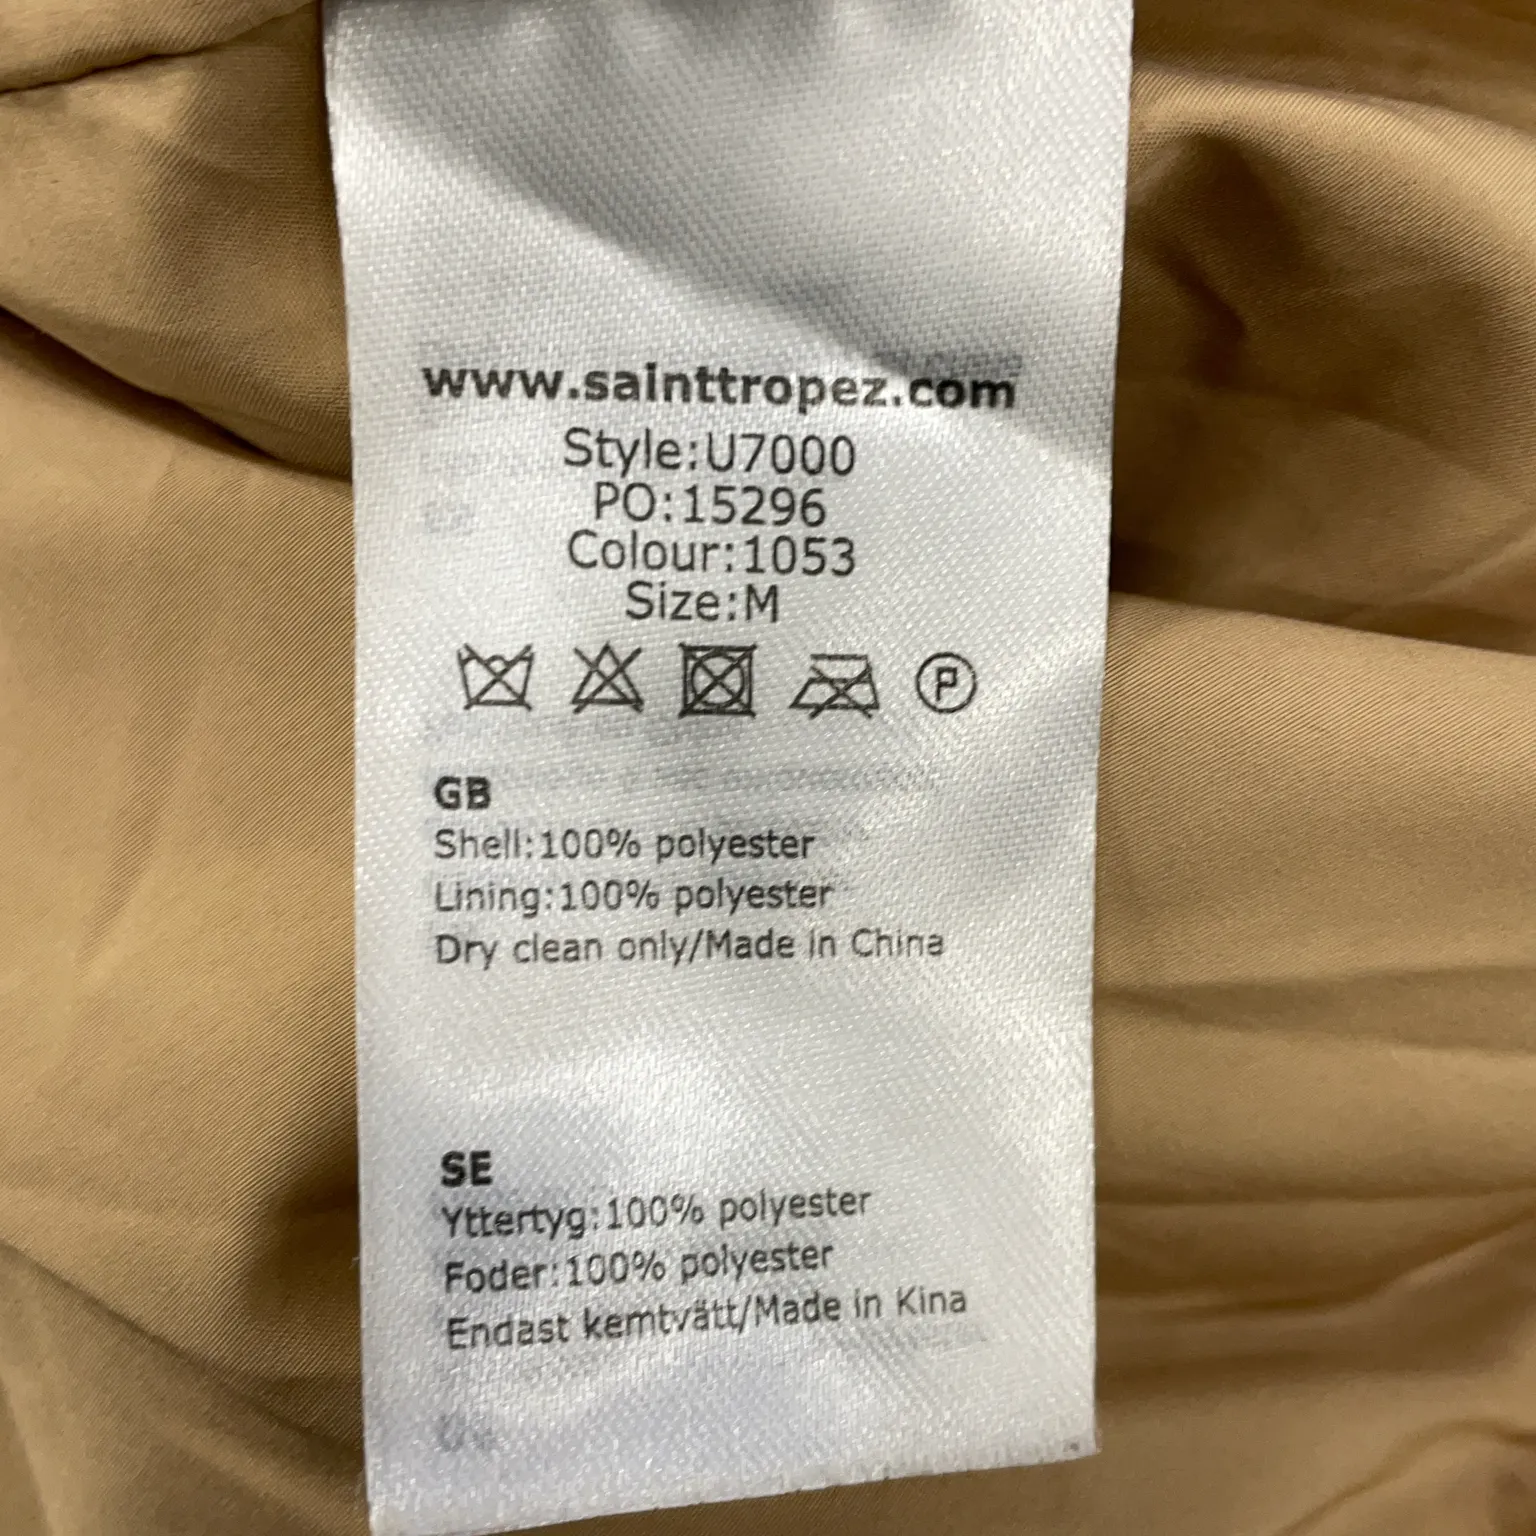 www.sainttropez.com
Style:U7000
PO:15296
Colour:1053
Size:M
P
GB
Shell:100% polyester
Lining:100% polyester
Dry clean only/Made in China
SE
Yttertyg:100% polyester
Foder:100% polyester
Endast kemtvätt/Made in Kina